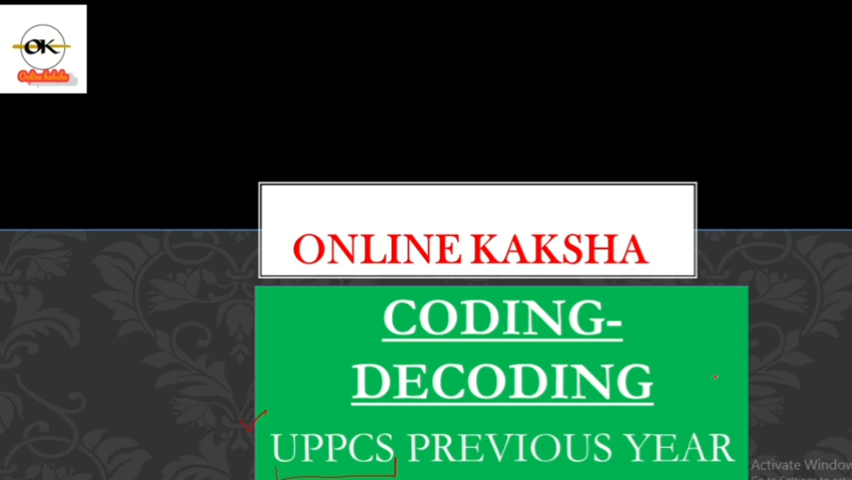 OK
Online kaksha
ONLINE KAKSHA
CODING-
DECODING
UPPCS PREVIOUS YEAR
Activate Window